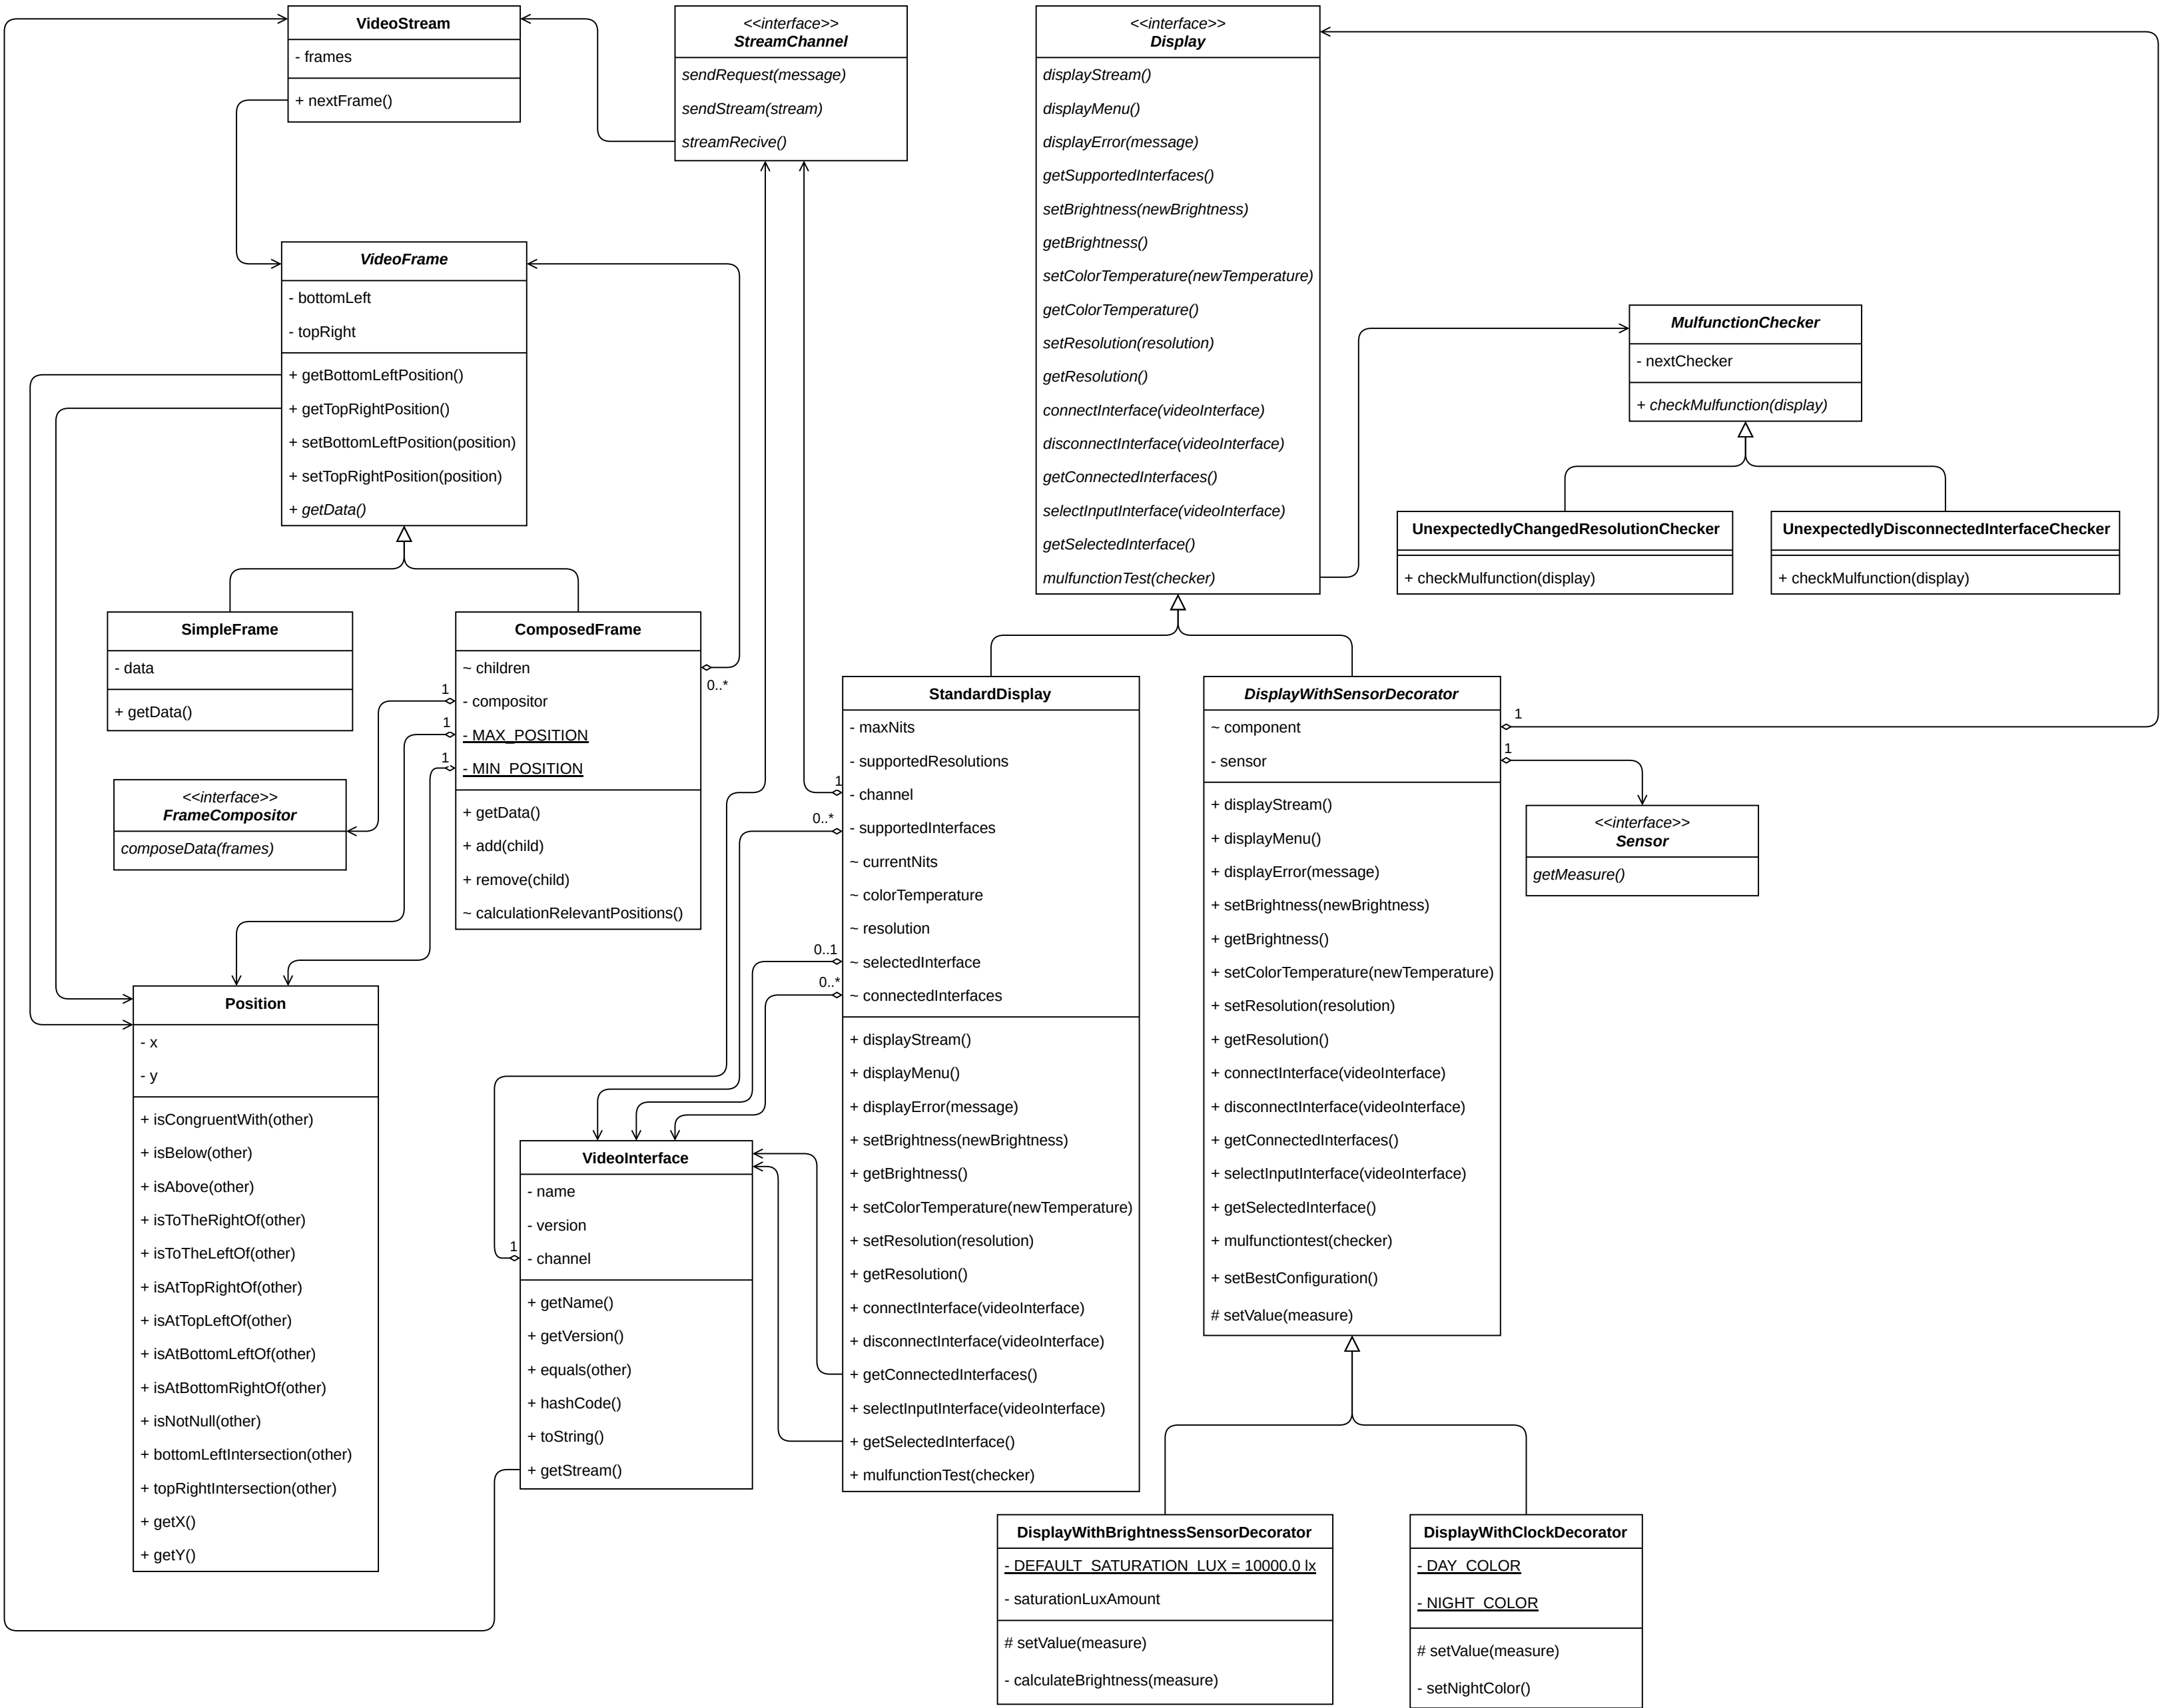 VideoStream
- frames
+ nextFrame()
<<interface>>
StreamChannel
sendRequest(message)
sendStream(stream)
streamRecive()
<<interface>>
Display
displayStream()
displayMenu()
displayError(message)
getSupportedInterfaces()
setBrightness(newBrightness)
getBrightness()
setColorTemperature(newTemperature)
getColorTemperature()
setResolution(resolution)
getResolution()
connectInterface(videoInterface)
disconnectInterface(videoInterface)
getConnectedInterfaces()
selectInputInterface(videoInterface)
getSelectedInterface()
mulfunctionTest(checker)
VideoFrame
- bottomLeft
- topRight
+ getBottomLeftPosition()
+ getTopRightPosition()
+ setBottomLeftPosition(position)
+ setTopRightPosition(position)
+ getData()
MulfunctionChecker
- nextChecker
+ checkMulfunction(display)
UnexpectedlyChangedResolutionChecker
+ checkMulfunction(display)
UnexpectedlyDisconnectedInterfaceChecker
+ checkMulfunction(display)
SimpleFrame
- data
+ getData()
ComposedFrame
~ children
- compositor
- MAX_POSITION
- MIN_POSITION
+ getData()
+ add(child)
+ remove(child)
~ calculationRelevantPositions()
0..*
1
1
1
<<interface>>
FrameCompositor
composeData(frames)
StandardDisplay
- maxNits
- supportedResolutions
- channel
- supportedInterfaces
~ currentNits
~ colorTemperature
~ resolution
~ selectedInterface
~ connectedInterfaces
+ displayStream()
+ displayMenu()
+ displayError(message)
+ setBrightness(newBrightness)
+ getBrightness()
+ setColorTemperature(newTemperature)
+ setResolution(resolution)
+ getResolution()
+ connectInterface(videoInterface)
+ disconnectInterface(videoInterface)
+ getConnectedInterfaces()
+ selectInputInterface(videoInterface)
+ getSelectedInterface()
+ mulfunctionTest(checker)
1
0..*
0..1
0..*
DisplayWithSensorDecorator
~ component
- sensor
+ displayStream()
+ displayMenu()
+ displayError(message)
+ setBrightness(newBrightness)
+ getBrightness()
+ setColorTemperature(newTemperature)
+ setResolution(resolution)
+ getResolution()
+ connectInterface(videoInterface)
+ disconnectInterface(videoInterface)
+ getConnectedInterfaces()
+ selectInputInterface(videoInterface)
+ getSelectedInterface()
+ mulfunctiontest(checker)
+ setBestConfiguration()
# setValue(measure)
1
1
<<interface>>
Sensor
getMeasure()
Position
- x
- y
+ isCongruentWith(other)
+ isBelow(other)
+ isAbove(other)
+ isToTheRightOf(other)
+ isToTheLeftOf(other)
+ isAtTopRightOf(other)
+ isAtTopLeftOf(other)
+ isAtBottomLeftOf(other)
+ isAtBottomRightOf(other)
+ isNotNull(other)
+ bottomLeftIntersection(other)
+ topRightIntersection(other)
+ getX()
+ getY()
VideoInterface
- name
- version
- channel
+ getName()
+ getVersion()
+ equals(other)
+ hashCode()
+ toString()
+ getStream()
1
DisplayWithBrightnessSensorDecorator
- DEFAULT_SATURATION_LUX = 10000.0 lx
- saturationLuxAmount
# setValue(measure)
- calculateBrightness(measure)
DisplayWithClockDecorator
- DAY_COLOR
- NIGHT_COLOR
# setValue(measure)
- setNightColor()